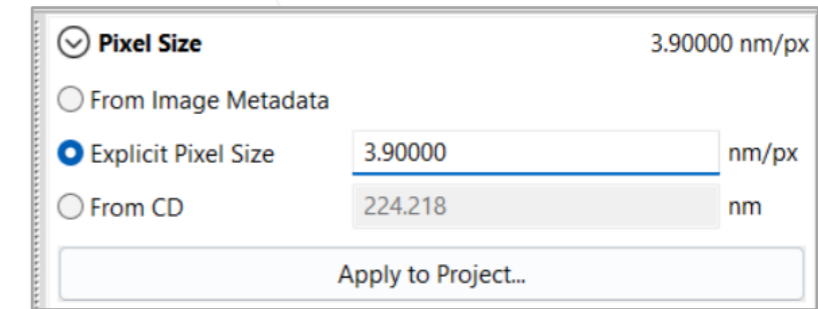 Pixel Size 3.90000 nm/px
From Image Metadata
Explicit Pixel Size 3.90000 nm/px
From CD 224.218 nm
Apply to Project...